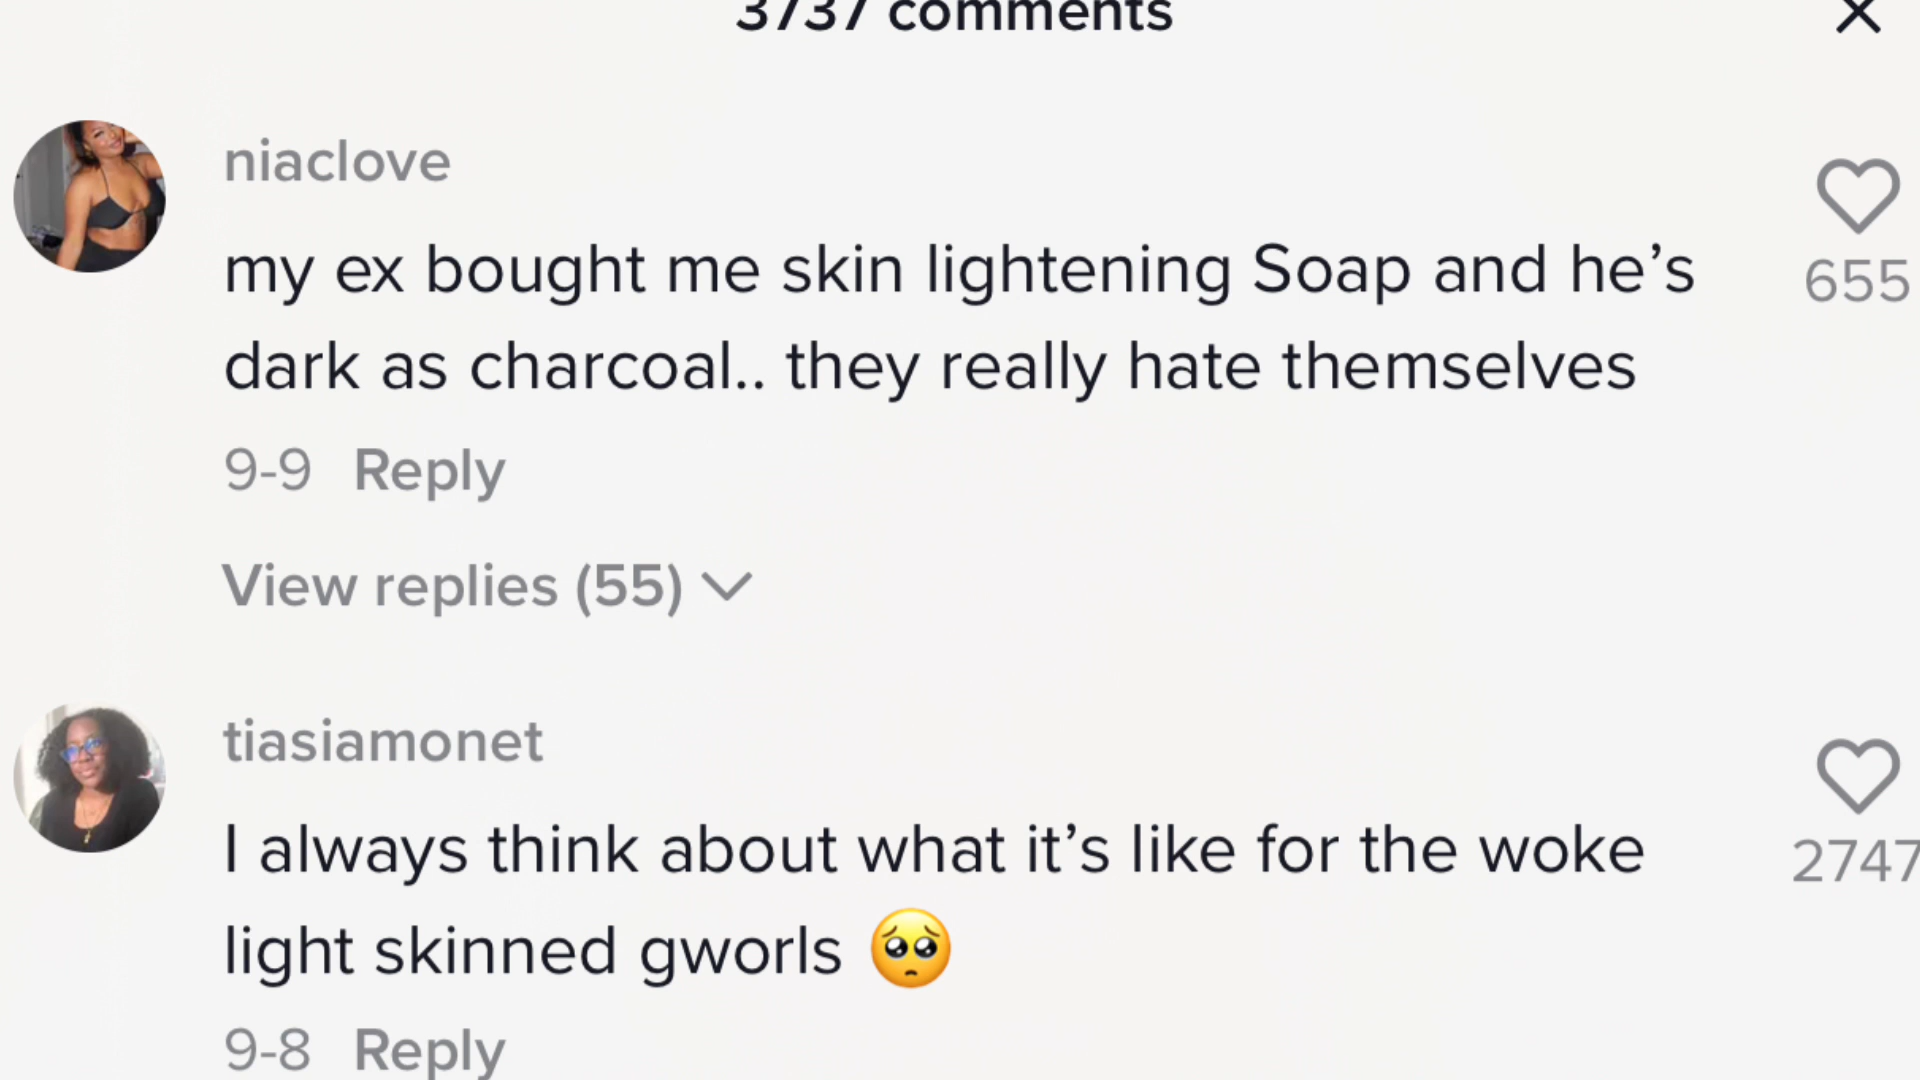 3737 comments
niaclove
my ex bought me skin lightening Soap and he’s
655
dark as charcoal.. they really hate themselves
9-9 Reply
View replies (55)
tiasiamonet
I always think about what it’s like for the woke
2747
light skinned gworls 🥺
9-8 Reply